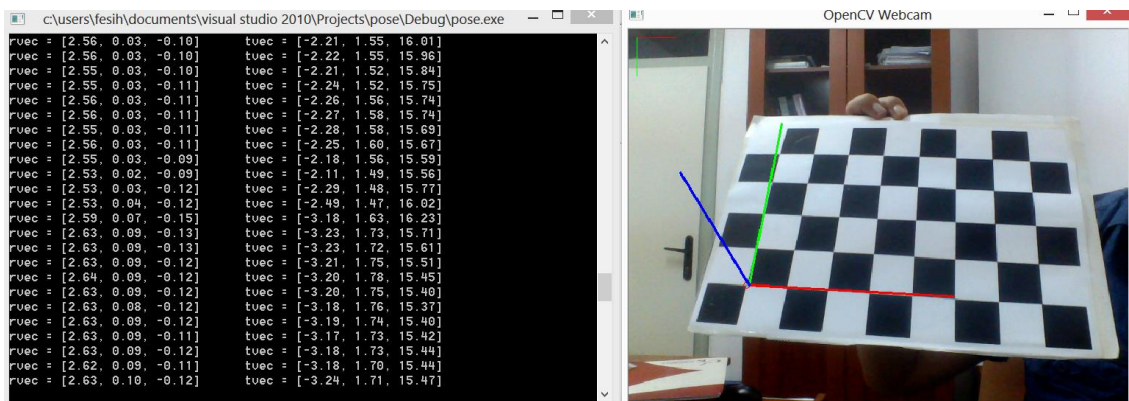 c:\users\fesih\documents\visual studio 2010\Projects\pose\Debug\pose.exe
rvec = [2.56, 0.03, -0.10] tvec = [-2.21, 1.55, 16.01]
rvec = [2.56, 0.03, -0.10] tvec = [-2.22, 1.55, 15.96]
rvec = [2.55, 0.03, -0.10] tvec = [-2.21, 1.52, 15.84]
rvec = [2.55, 0.03, -0.11] tvec = [-2.24, 1.52, 15.75]
rvec = [2.56, 0.03, -0.11] tvec = [-2.26, 1.56, 15.74]
rvec = [2.56, 0.03, -0.11] tvec = [-2.27, 1.58, 15.74]
rvec = [2.55, 0.03, -0.11] tvec = [-2.28, 1.58, 15.69]
rvec = [2.56, 0.03, -0.11] tvec = [-2.25, 1.60, 15.67]
rvec = [2.55, 0.03, -0.09] tvec = [-2.18, 1.56, 15.59]
rvec = [2.53, 0.02, -0.09] tvec = [-2.11, 1.49, 15.56]
rvec = [2.53, 0.03, -0.12] tvec = [-2.29, 1.48, 15.77]
rvec = [2.53, 0.04, -0.12] tvec = [-2.49, 1.47, 16.02]
rvec = [2.59, 0.07, -0.15] tvec = [-3.18, 1.63, 16.23]
rvec = [2.63, 0.09, -0.13] tvec = [-3.23, 1.73, 15.71]
rvec = [2.63, 0.09, -0.13] tvec = [-3.23, 1.72, 15.61]
rvec = [2.63, 0.09, -0.12] tvec = [-3.21, 1.75, 15.51]
rvec = [2.64, 0.09, -0.12] tvec = [-3.20, 1.78, 15.45]
rvec = [2.63, 0.09, -0.12] tvec = [-3.20, 1.75, 15.40]
rvec = [2.63, 0.08, -0.12] tvec = [-3.18, 1.76, 15.37]
rvec = [2.63, 0.09, -0.12] tvec = [-3.19, 1.74, 15.40]
rvec = [2.63, 0.09, -0.11] tvec = [-3.17, 1.73, 15.42]
rvec = [2.63, 0.09, -0.12] tvec = [-3.18, 1.73, 15.44]
rvec = [2.62, 0.09, -0.11] tvec = [-3.18, 1.70, 15.44]
rvec = [2.63, 0.10, -0.12] tvec = [-3.24, 1.71, 15.47]
OpenCV Webcam